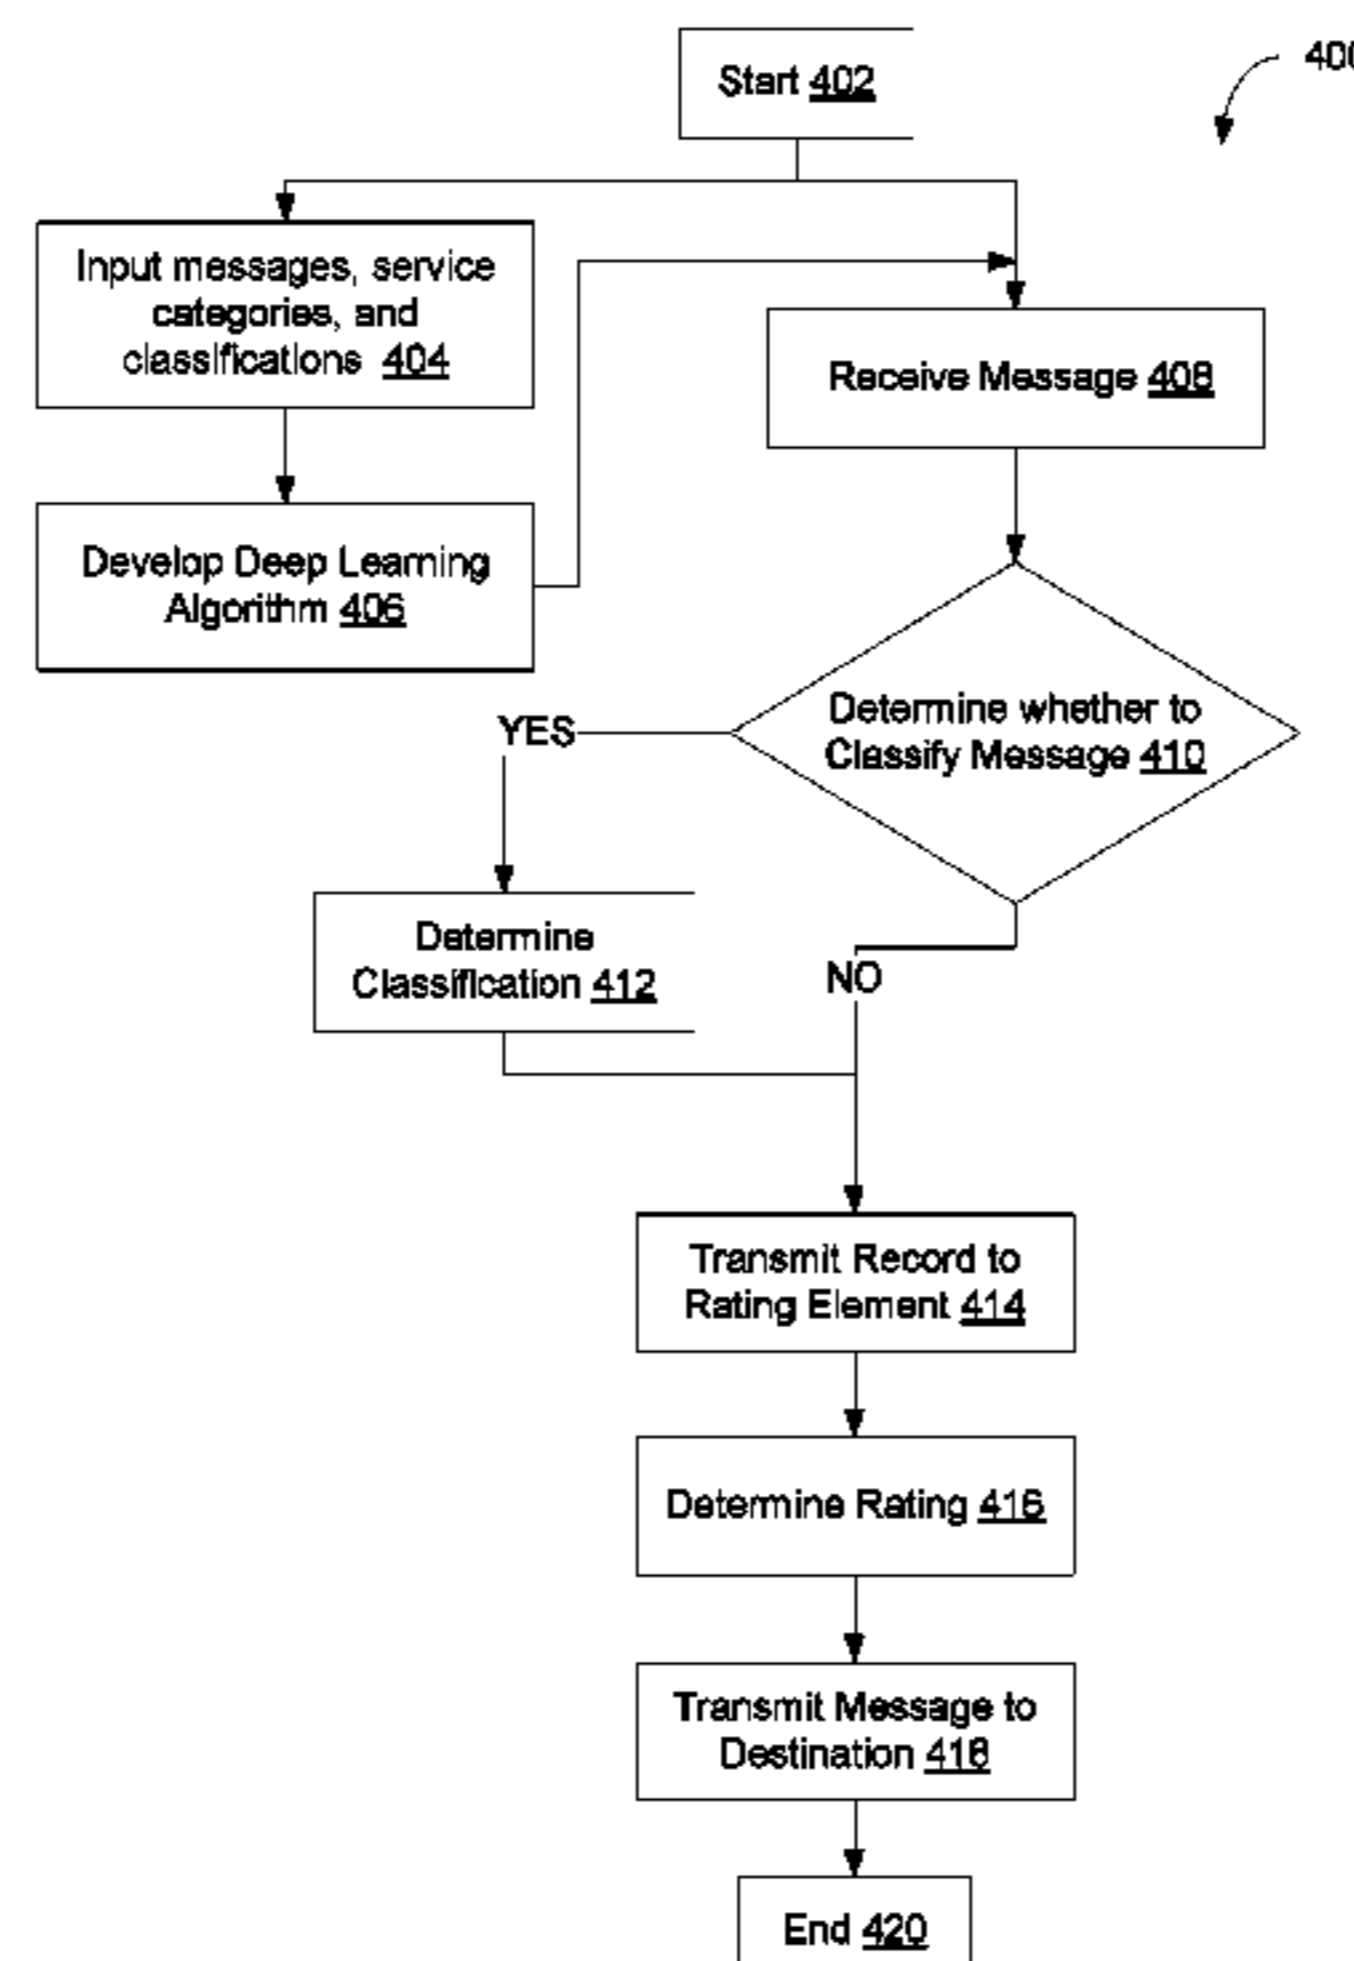 Start 402
400
Input messages, service
categories, and
classifications 404
Receive Message 408
Develop Deep Learning
Algorithm 406
Determine whether to
Classify Message 410
YES
Determine
Classification 412
NO
Transmit Record to
Rating Element 414
Determine Rating 416
Transmit Message to
Destination 418
End 420